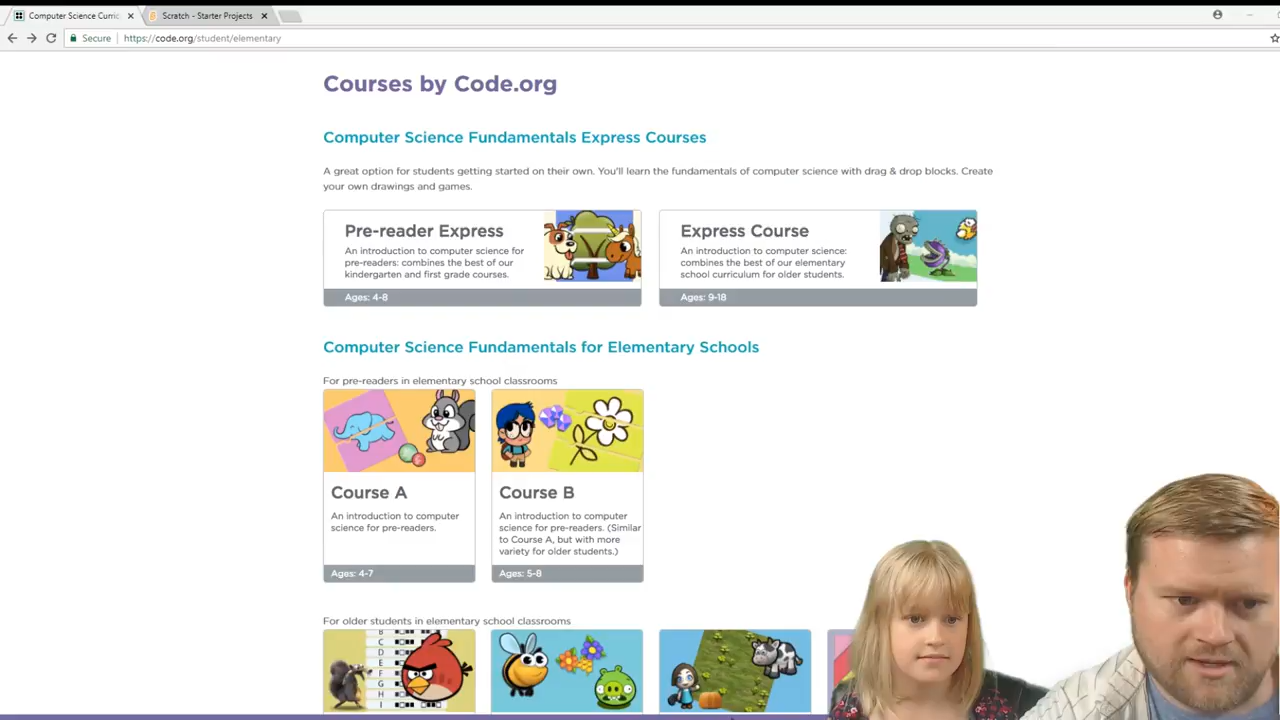 Computer Science Curric
Scratch - Starter Projects
Secure
https://code.org/student/elementary
Courses by Code.org
Computer Science Fundamentals Express Courses
A great option for students getting started on their own. You'll learn the fundamentals of computer science with drag & drop blocks. Create
your own drawings and games.
Pre-reader Express
An introduction to computer science for
pre-readers: combines the best of our
kindergarten and first grade courses.
Ages: 4-8
Express Course
An introduction to computer science:
combines the best of our elementary
school curriculum for older students.
Ages: 9-18
Computer Science Fundamentals for Elementary Schools
For pre-readers in elementary school classrooms
Course A
An introduction to computer
science for pre-readers.
Ages: 4-7
Course B
An introduction to computer
science for pre-readers. (Similar
to Course A, but with more
variety for older students.)
Ages: 5-8
For older students in elementary school classrooms
B
C
D
E
F
G
H
I